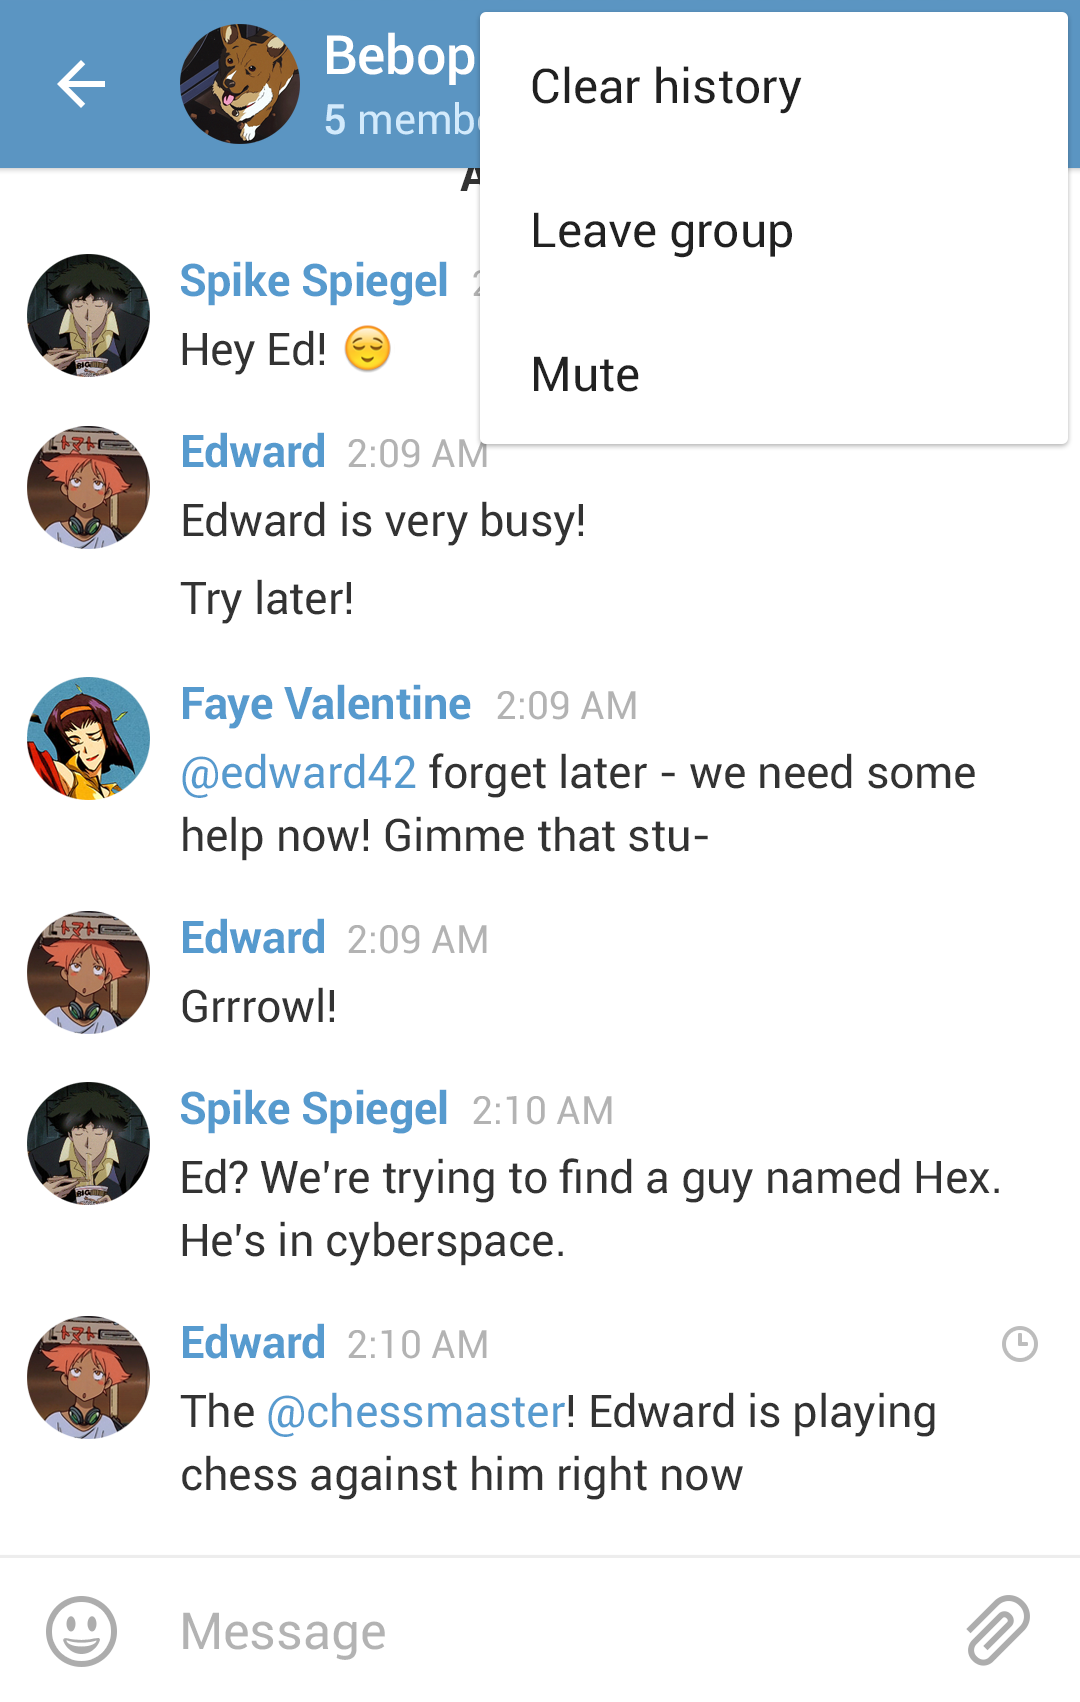 Bebop
5 memb
Clear history
Leave group
Mute
Spike Spiegel
Hey Ed! 😌
Edward 2:09 AM
Edward is very busy!
Try later!
Faye Valentine 2:09 AM
@edward42 forget later - we need some
help now! Gimme that stu-
Edward 2:09 AM
Grrrowl!
Spike Spiegel 2:10 AM
Ed? We're trying to find a guy named Hex.
He's in cyberspace.
Edward 2:10 AM
The @chessmaster! Edward is playing
chess against him right now
Message